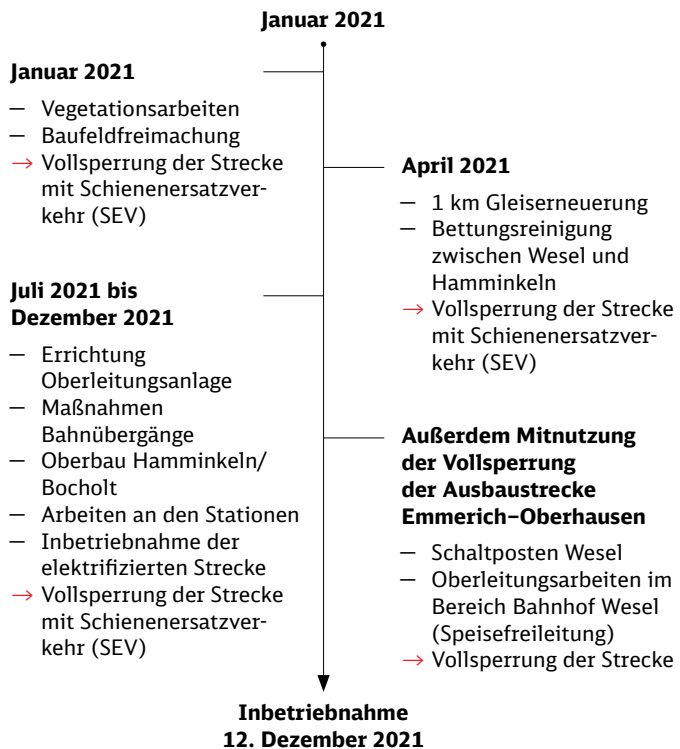 Januar 2021
Januar 2021
— Vegetationsarbeiten
— Baufeldfreimachung
→ Vollsperrung der Strecke
mit Schienenersatzver-
kehr (SEV)
April 2021
— 1 km Gleiserneuerung
— Bettungsreinigung
zwischen Wesel und
Hamminkeln
→ Vollsperrung der Strecke
mit Schienenersatzver-
kehr (SEV)
Juli 2021 bis
Dezember 2021
— Errichtung
Oberleitungsanlage
— Maßnahmen
Bahnübergänge
— Oberbau Hamminkeln/
Bocholt
— Arbeiten an den Stationen
— Inbetriebnahme der
elektrifizierten Strecke
→ Vollsperrung der Strecke
mit Schienenersatzver-
kehr (SEV)
Außerdem Mitnutzung
der Vollsperrung
der Ausbaustrecke
Emmerich–Oberhausen
— Schaltposten Wesel
— Oberleitungsarbeiten im
Bereich Bahnhof Wesel
(Speisefreileitung)
→ Vollsperrung der Strecke
Inbetriebnahme
12. Dezember 2021